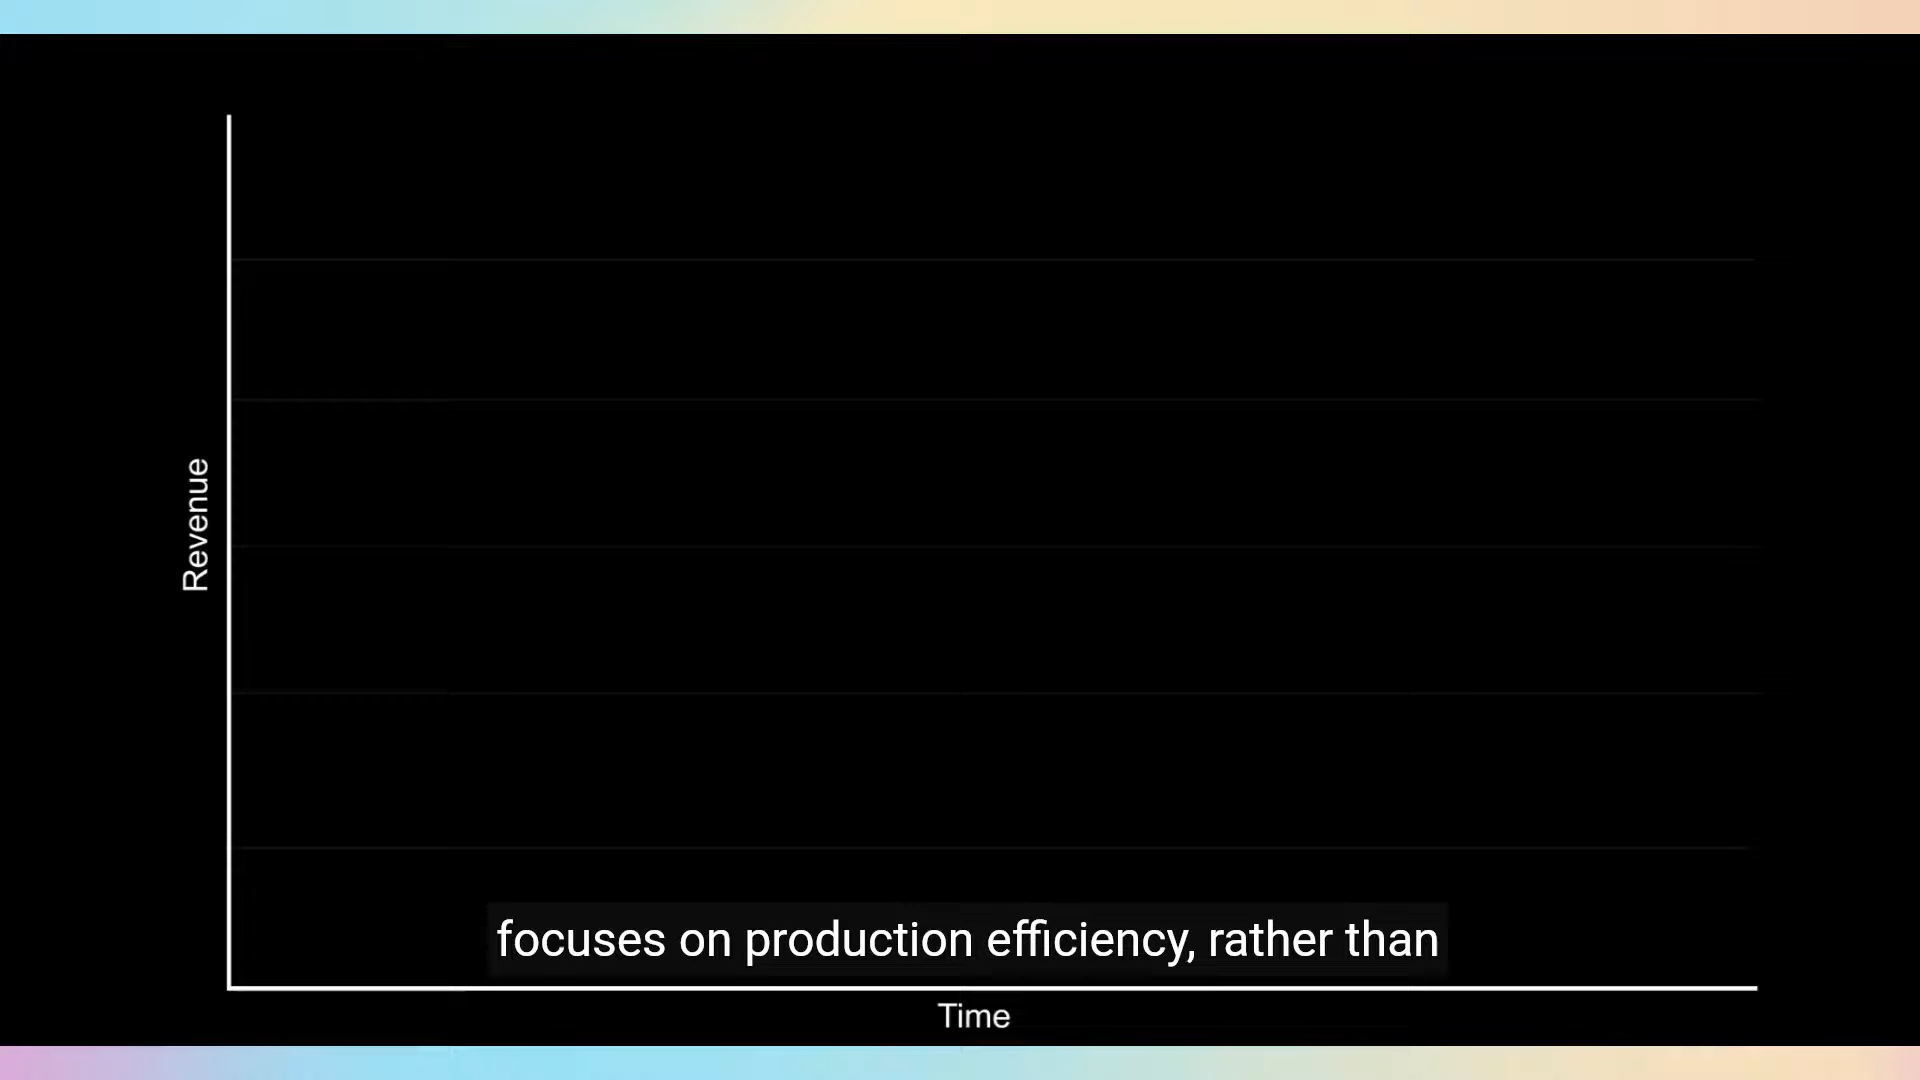 Revenue
focuses on production efficiency, rather than
Time